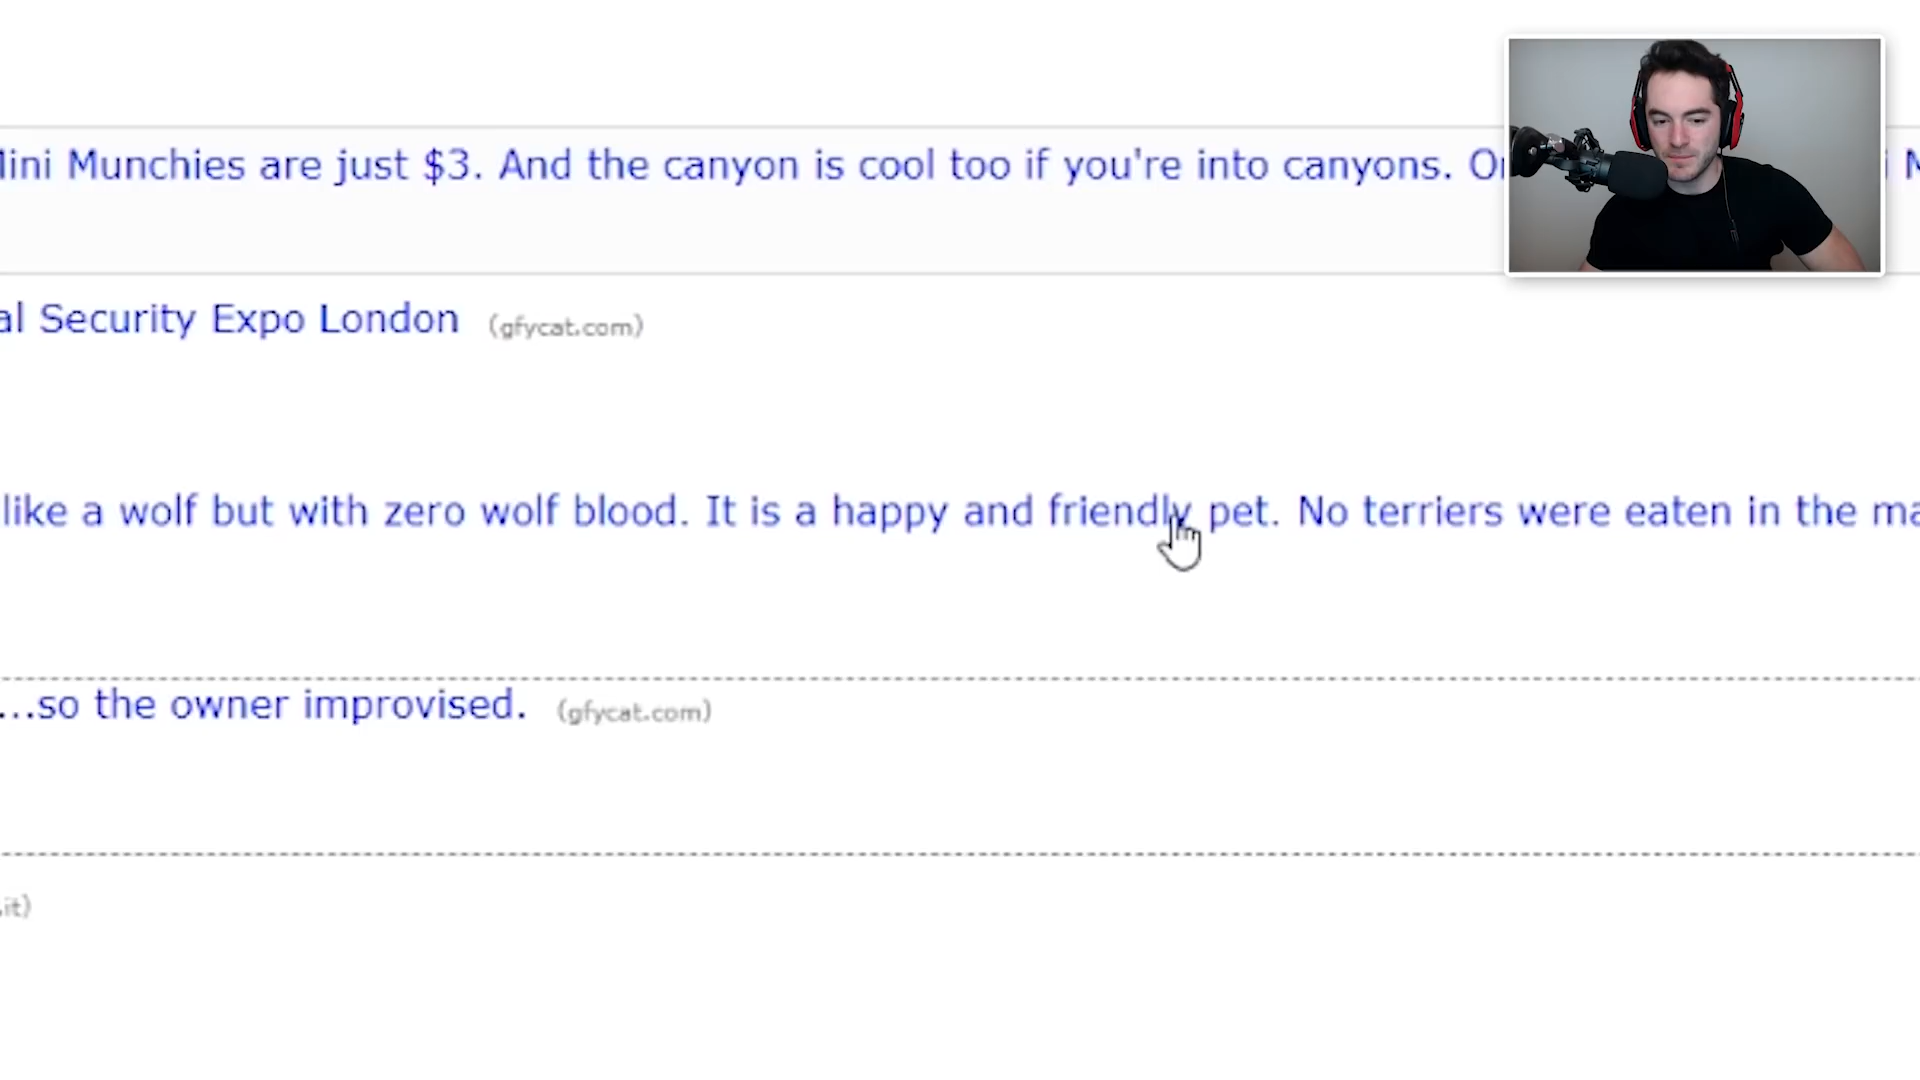 Mini Munchies are just $3. And the canyon is cool too if you're into canyons.
al Security Expo London (gfycat.com)
like a wolf but with zero wolf blood. It is a happy and friendly pet. No terriers were eaten in the
...so the owner improvised. (gfycat.com)
.it)